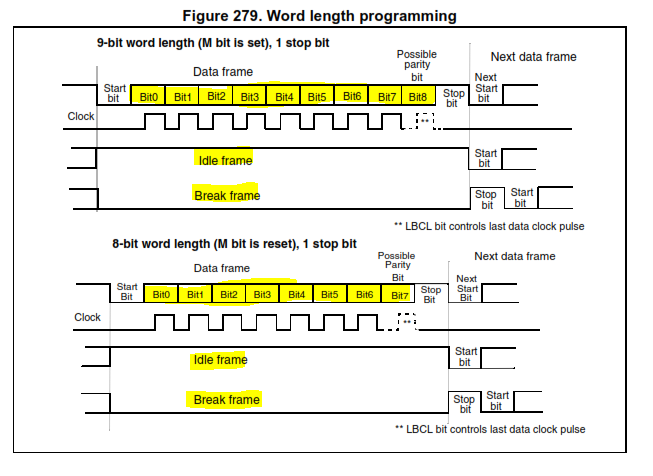 Figure 279. Word length programming
9-bit word length (M bit is set), 1 stop bit
Possible
parity
bit
Next data frame
Data frame
Start
bit
Bit0 Bit1 Bit2 Bit3 Bit4 Bit5 Bit6 Bit7 Bit8
Stop
bit
Next
Start
bit
Clock
**
Idle frame
Start
bit
Break frame
Stop
bit
Start
bit
** LBCL bit controls last data clock pulse
8-bit word length (M bit is reset), 1 stop bit
Possible
Parity
Bit
Next data frame
Data frame
Start
Bit
Bit0 Bit1 Bit2 Bit3 Bit4 Bit5 Bit6 Bit7
Stop
Bit
Next
Start
Bit
Clock
**
Idle frame
Start
bit
Break frame
Stop
bit
Start
bit
** LBCL bit controls last data clock pulse